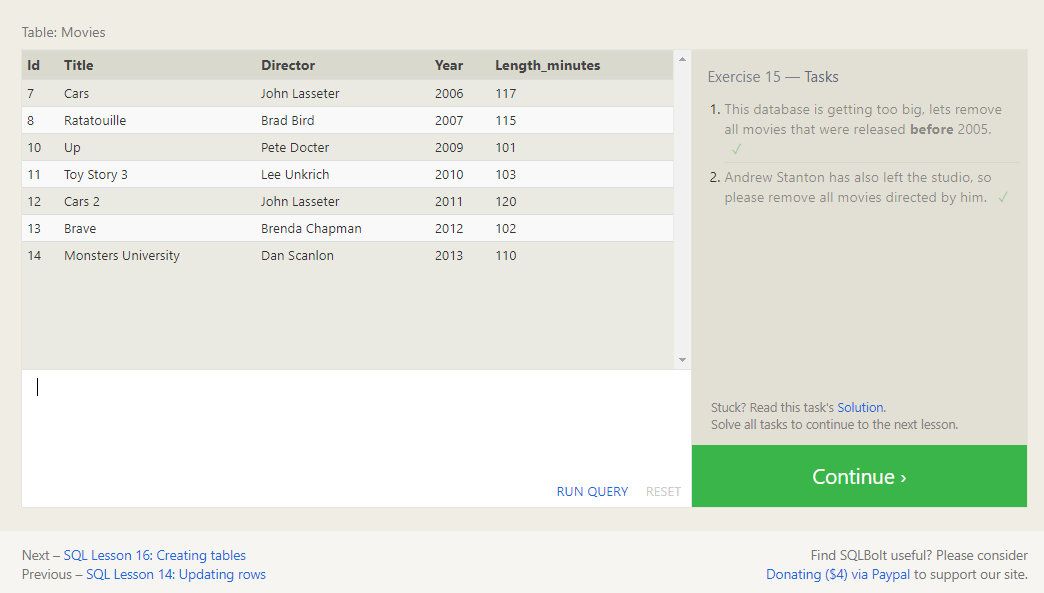 Table: Movies
Id Title Director Year Length_minutes
7 Cars John Lasseter 2006 117
8 Ratatouille Brad Bird 2007 115
10 Up Pete Docter 2009 101
11 Toy Story 3 Lee Unkrich 2010 103
12 Cars 2 John Lasseter 2011 120
13 Brave Brenda Chapman 2012 102
14 Monsters University Dan Scanlon 2013 110
RUN QUERY RESET
Exercise 15 — Tasks
1. This database is getting too big, lets remove
all movies that were released before 2005.
✓
2. Andrew Stanton has also left the studio, so
please remove all movies directed by him. ✓
Stuck? Read this task's Solution.
Solve all tasks to continue to the next lesson.
Continue ›
Next – SQL Lesson 16: Creating tables
Previous – SQL Lesson 14: Updating rows
Find SQLBolt useful? Please consider
Donating ($4) via Paypal to support our site.